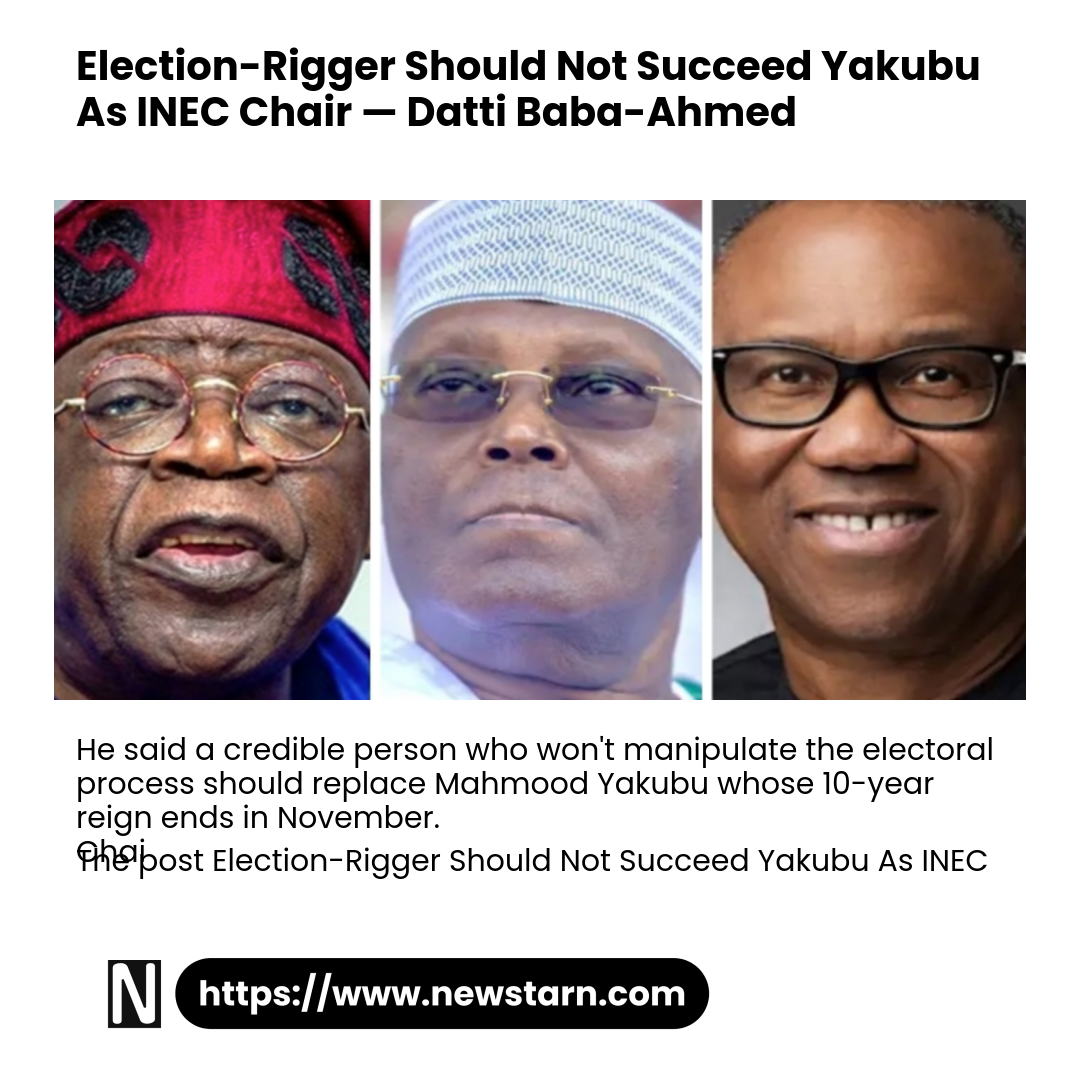 Election-Rigger Should Not Succeed Yakubu
As INEC Chair — Datti Baba-Ahmed
He said a credible person who won't manipulate the electoral
process should replace Mahmood Yakubu whose 10-year
reign ends in November.
The post Election-Rigger Should Not Succeed Yakubu As INEC
Chai
N
https://www.newstarn.com